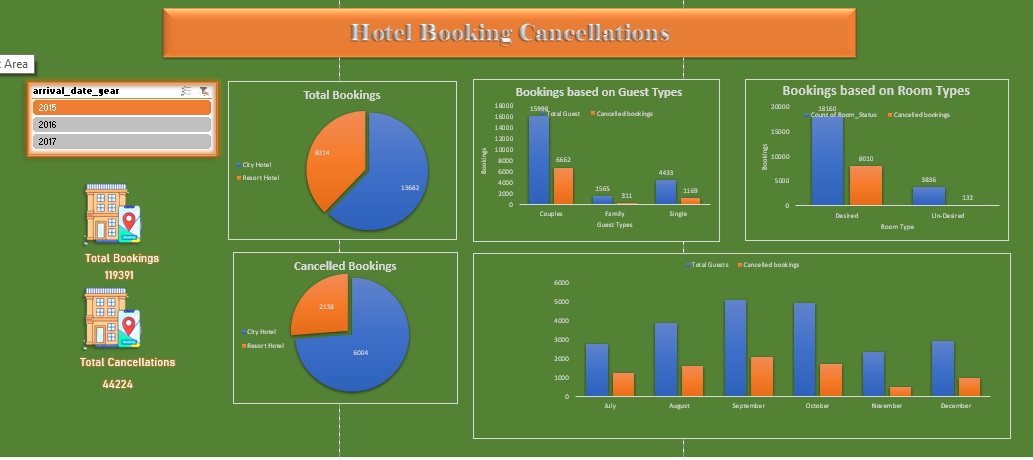 Hotel Booking Cancellations
t Area
arrival_date_year
2015
2016
2017
Total Bookings
119391
Total Cancellations
44224
Total Bookings
8314
13682
City Hotel
Resort Hotel
Cancelled Bookings
2138
6004
City Hotel
Resort Hotel
Bookings based on Guest Types
Total Guest
Cancelled bookings
Bookings
18000
16000
14000
12000
10000
8000
6000
4000
2000
0
15998
6662
1565
311
4433
1169
Couples
Family
Single
Guest Types
Bookings based on Room Types
Count of Room_Status
Cancelled bookings
Bookings
20000
15000
10000
5000
0
18160
8010
3836
132
Desired
Un-Desired
Room Type
Total Guests
Cancelled bookings
6000
5000
4000
3000
2000
1000
0
July
August
September
October
November
December